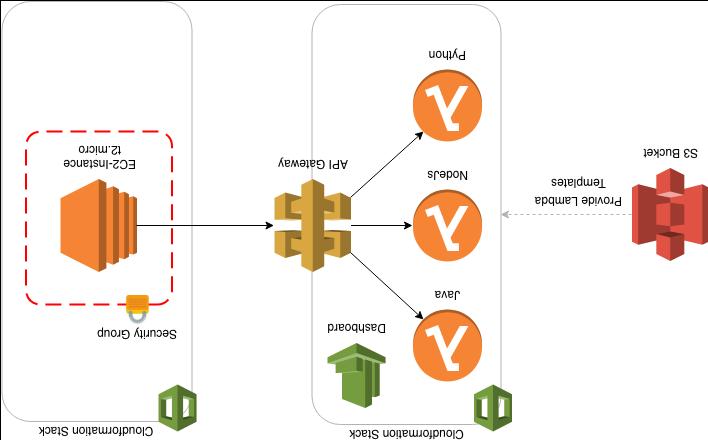 Python
t2.micro
EC2-Instance
API Gateway
S3 Bucket
NodeJs
Templates
Provide Lambda
Java
Security Group
Dashboard
Cloudformation Stack
Cloudformation Stack